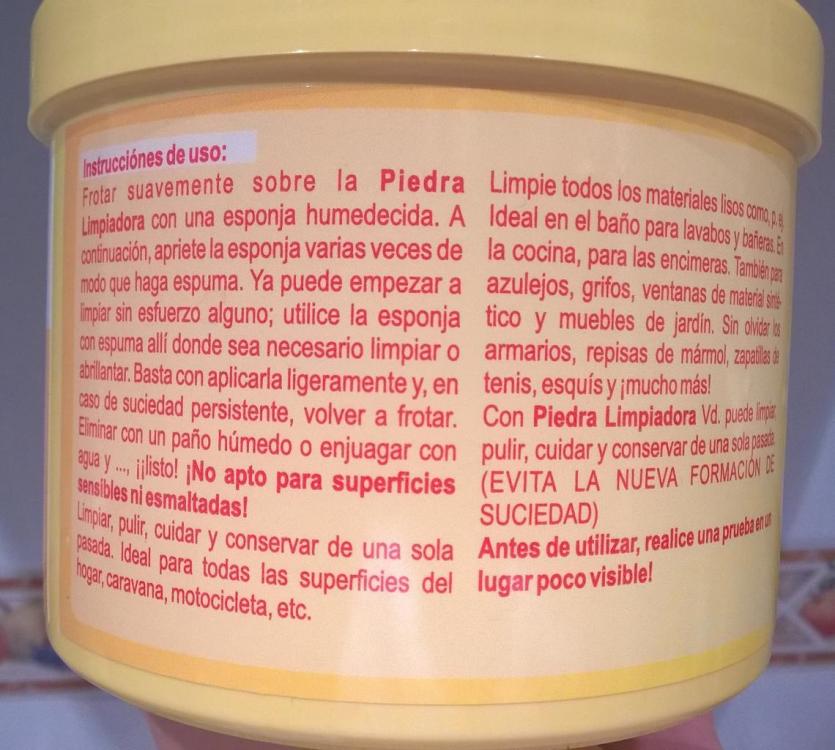 Instrucciónes de uso:
Frotar suavemente sobre la Piedra
Limpiadora con una esponja humedecida. A
continuación, apriete la esponja varias veces de
modo que haga espuma. Ya puede empezar a
limpiar sin esfuerzo alguno; utilice la esponja
con espuma allí donde sea necesario limpiar o
abrillantar. Basta con aplicarla ligeramente y, en
caso de suciedad persistente, volver a frotar.
Eliminar con un paño húmedo o enjuagar con
agua y ..., ¡¡listo! ¡No apto para superficies
sensibles ni esmaltadas!
Limpiar, pulir, cuidar y conservar de una sola
pasada. Ideal para todas las superficies del
hogar, caravana, motocicleta, etc.
Limpie todos los materiales lisos como, p. ej.
Ideal en el baño para lavabos y bañeras. En
la cocina, para las encimeras. También para
azulejos, grifos, ventanas de material sinté-
tico y muebles de jardín. Sin olvidar los
armarios, repisas de mármol, zapatillas de
tenis, esquís y ¡mucho más!
Con Piedra Limpiadora Vd. puede limpiar,
pulir, cuidar y conservar de una sola pasada.
(EVITA LA NUEVA FORMACIÓN DE
SUCIEDAD)
Antes de utilizar, realice una prueba en un
lugar poco visible!